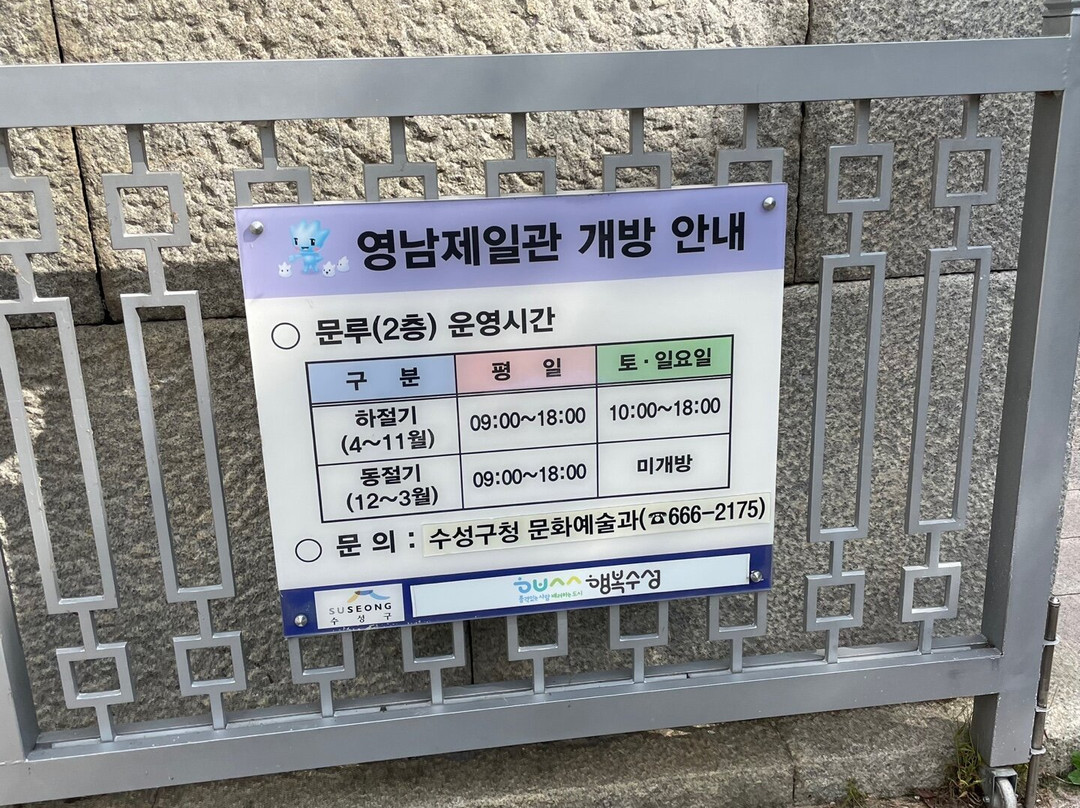 영남제일관 개방 안내
○ 문루(2층) 운영시간
구 분 평 일 토·일요일
하절기 (4~11월) 09:00~18:00 10:00~18:00
동절기 (12~3월) 09:00~18:00 미개방
○ 문 의 : 수성구청 문화예술과(☎666-2175)
SUSEONG
수 성 구
행복수성